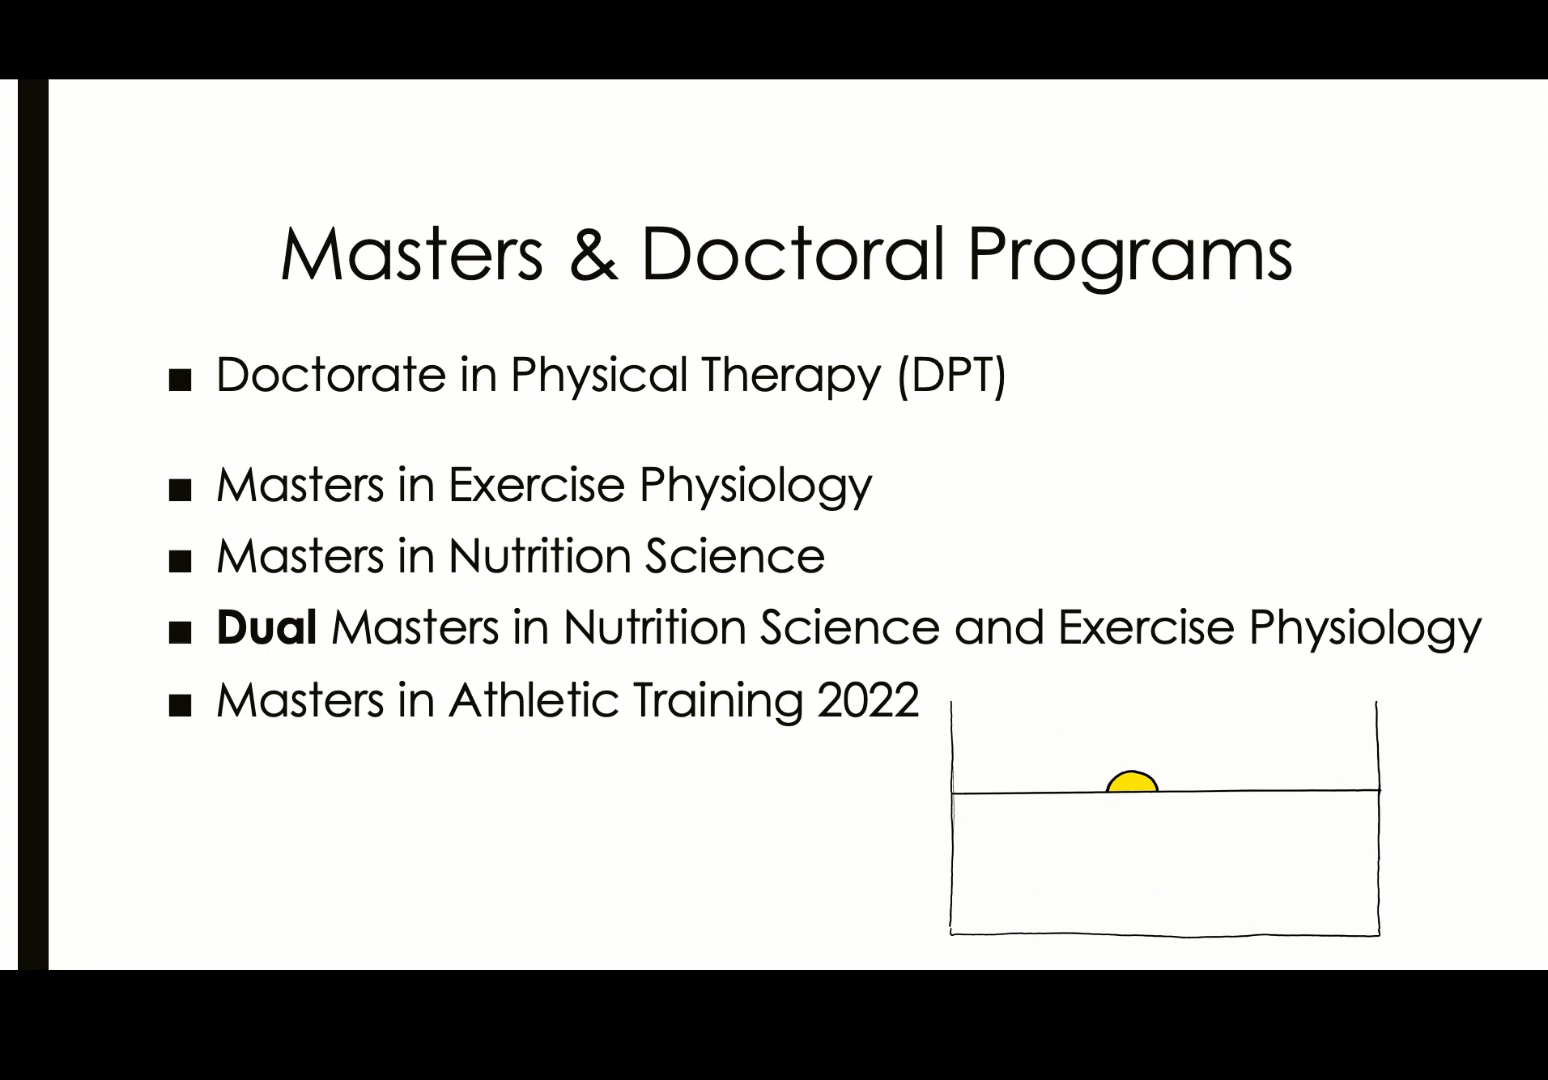 Masters & Doctoral Programs
■ Doctorate in Physical Therapy (DPT)
■ Masters in Exercise Physiology
■ Masters in Nutrition Science
■ Dual Masters in Nutrition Science and Exercise Physiology
■ Masters in Athletic Training 2022